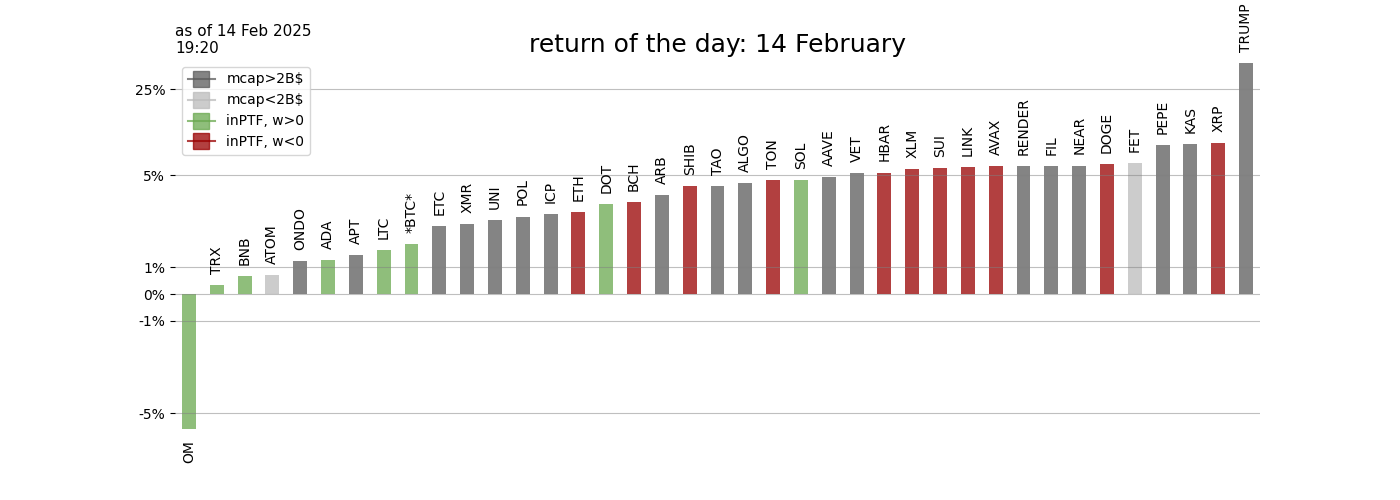 as of 14 Feb 2025
19:20
return of the day: 14 February
mcap>2B$
mcap<2B$
inPTF, w>0
inPTF, w<0
25%
5%
1%
0%
-1%
-5%
OM
TRX
BNB
ATOM
ONDO
ADA
APT
LTC
*BTC*
ETC
XMR
UNI
POL
ICP
ETH
DOT
BCH
ARB
SHIB
TAO
ALGO
TON
SOL
AAVE
VET
HBAR
XLM
SUI
LINK
AVAX
RENDER
FIL
NEAR
DOGE
FET
PEPE
KAS
XRP
TRUMP